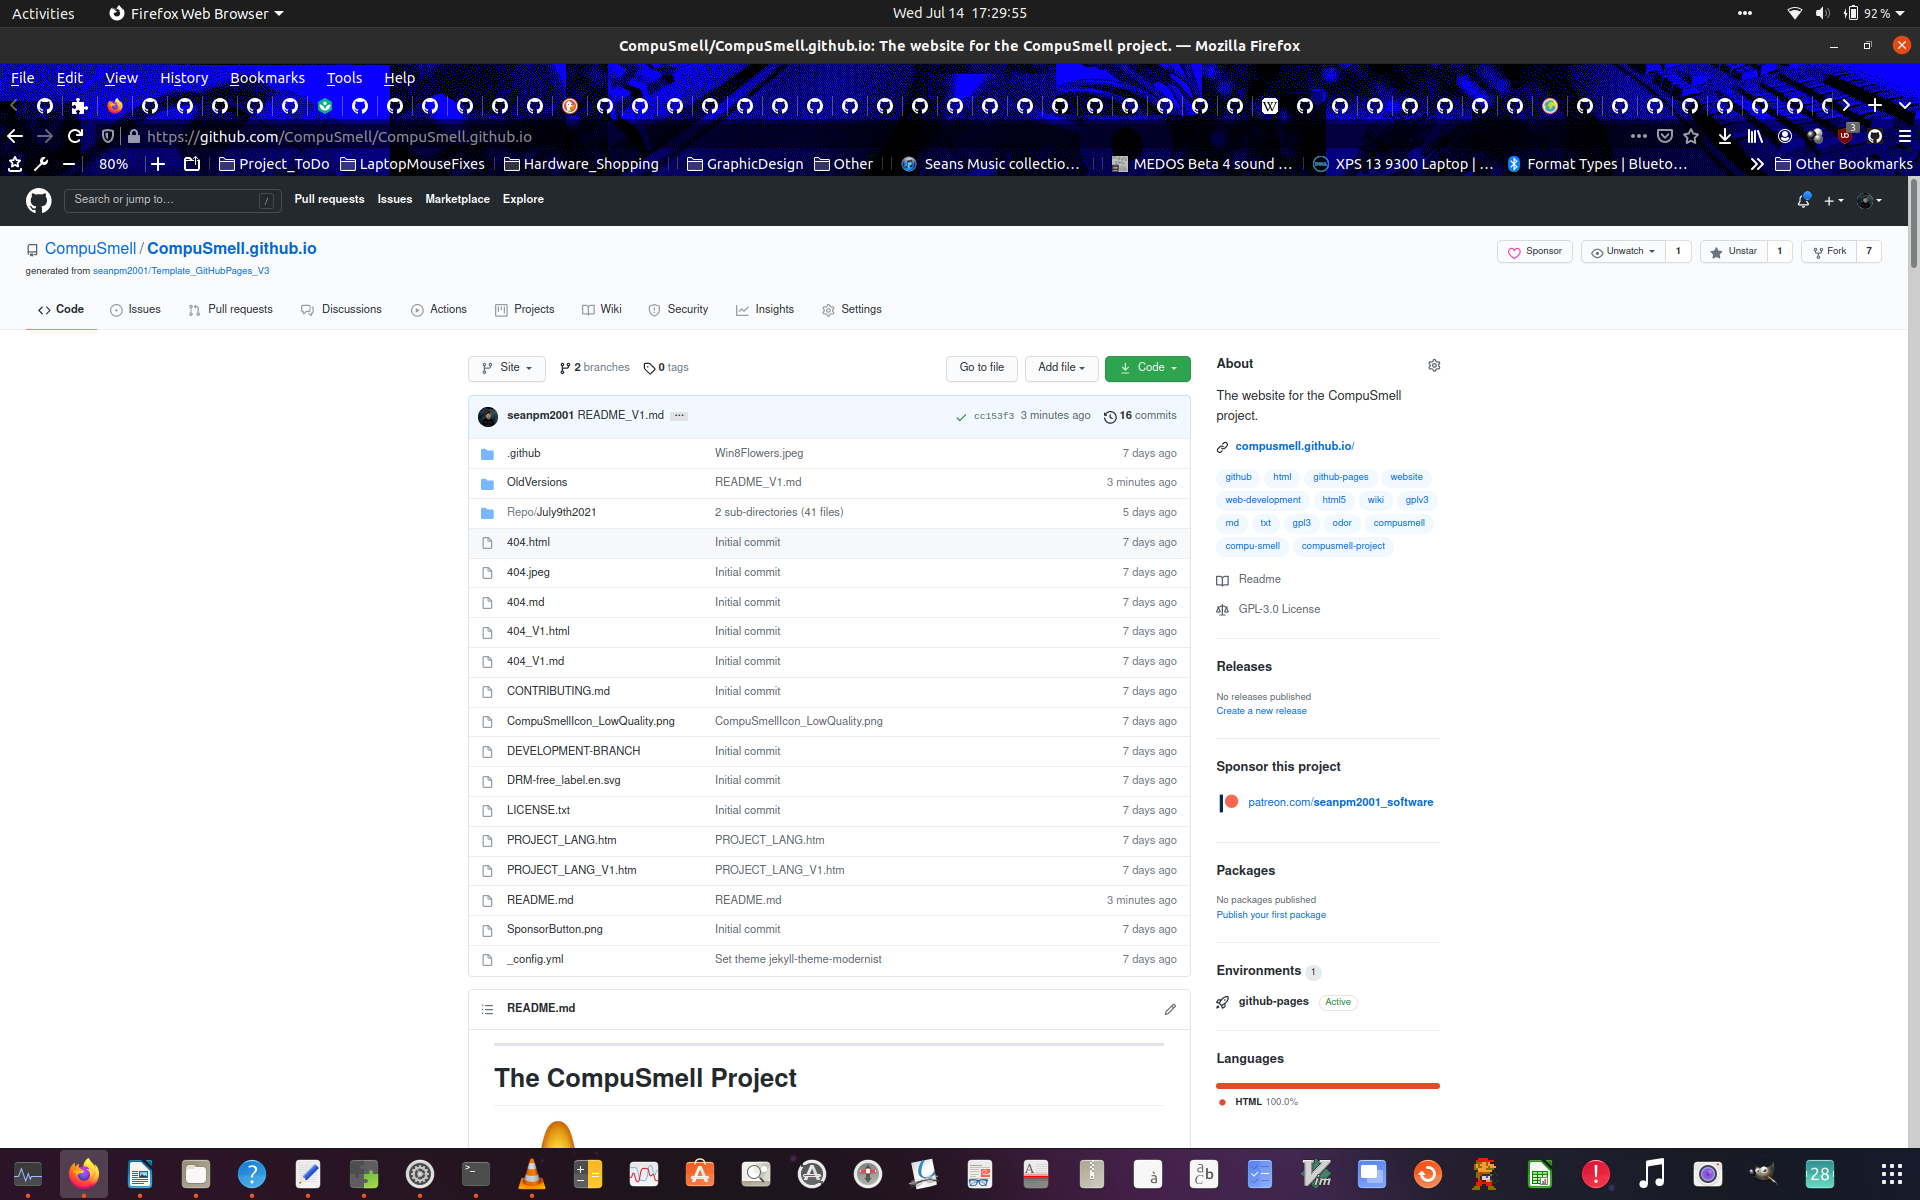 Activities Firefox Web Browser Wed Jul 14 17:29:55 92 %
CompuSmell/CompuSmell.github.io: The website for the CompuSmell project. — Mozilla Firefox
File Edit View History Bookmarks Tools Help
https://github.com/CompuSmell/CompuSmell.github.io 3
80% Project_ToDo LaptopMouseFixes Hardware_Shopping GraphicDesign Other Seans Music collectio… MEDOS Beta 4 sound … XPS 13 9300 Laptop | … Format Types | Blueto… Other Bookmarks
Search or jump to… / Pull requests Issues Marketplace Explore
CompuSmell / CompuSmell.github.io Sponsor Unwatch 1 Unstar 1 Fork 7
generated from seanpm2001/Template_GitHubPages_V3
Code Issues Pull requests Discussions Actions Projects Wiki Security Insights Settings
Site 2 branches 0 tags Go to file Add file Code
seanpm2001 README_V1.md ... cc153f3 3 minutes ago 16 commits
.github Win8Flowers.jpeg 7 days ago
OldVersions README_V1.md 3 minutes ago
Repo/July9th2021 2 sub-directories (41 files) 5 days ago
404.html Initial commit 7 days ago
404.jpeg Initial commit 7 days ago
404.md Initial commit 7 days ago
404_V1.html Initial commit 7 days ago
404_V1.md Initial commit 7 days ago
CONTRIBUTING.md Initial commit 7 days ago
CompuSmellIcon_LowQuality.png CompuSmellIcon_LowQuality.png 7 days ago
DEVELOPMENT-BRANCH Initial commit 7 days ago
DRM-free_label.en.svg Initial commit 7 days ago
LICENSE.txt Initial commit 7 days ago
PROJECT_LANG.htm PROJECT_LANG.htm 7 days ago
PROJECT_LANG_V1.htm PROJECT_LANG_V1.htm 7 days ago
README.md README.md 3 minutes ago
SponsorButton.png Initial commit 7 days ago
_config.yml Set theme jekyll-theme-modernist 7 days ago
README.md
The CompuSmell Project
About
The website for the CompuSmell
project.
compusmell.github.io/
github html github-pages website
web-development html5 wiki gplv3
md txt gpl3 odor compusmell
compu-smell compusmell-project
Readme
GPL-3.0 License
Releases
No releases published
Create a new release
Sponsor this project
patreon.com/seanpm2001_software
Packages
No packages published
Publish your first package
Environments 1
github-pages Active
Languages
HTML 100.0%
28